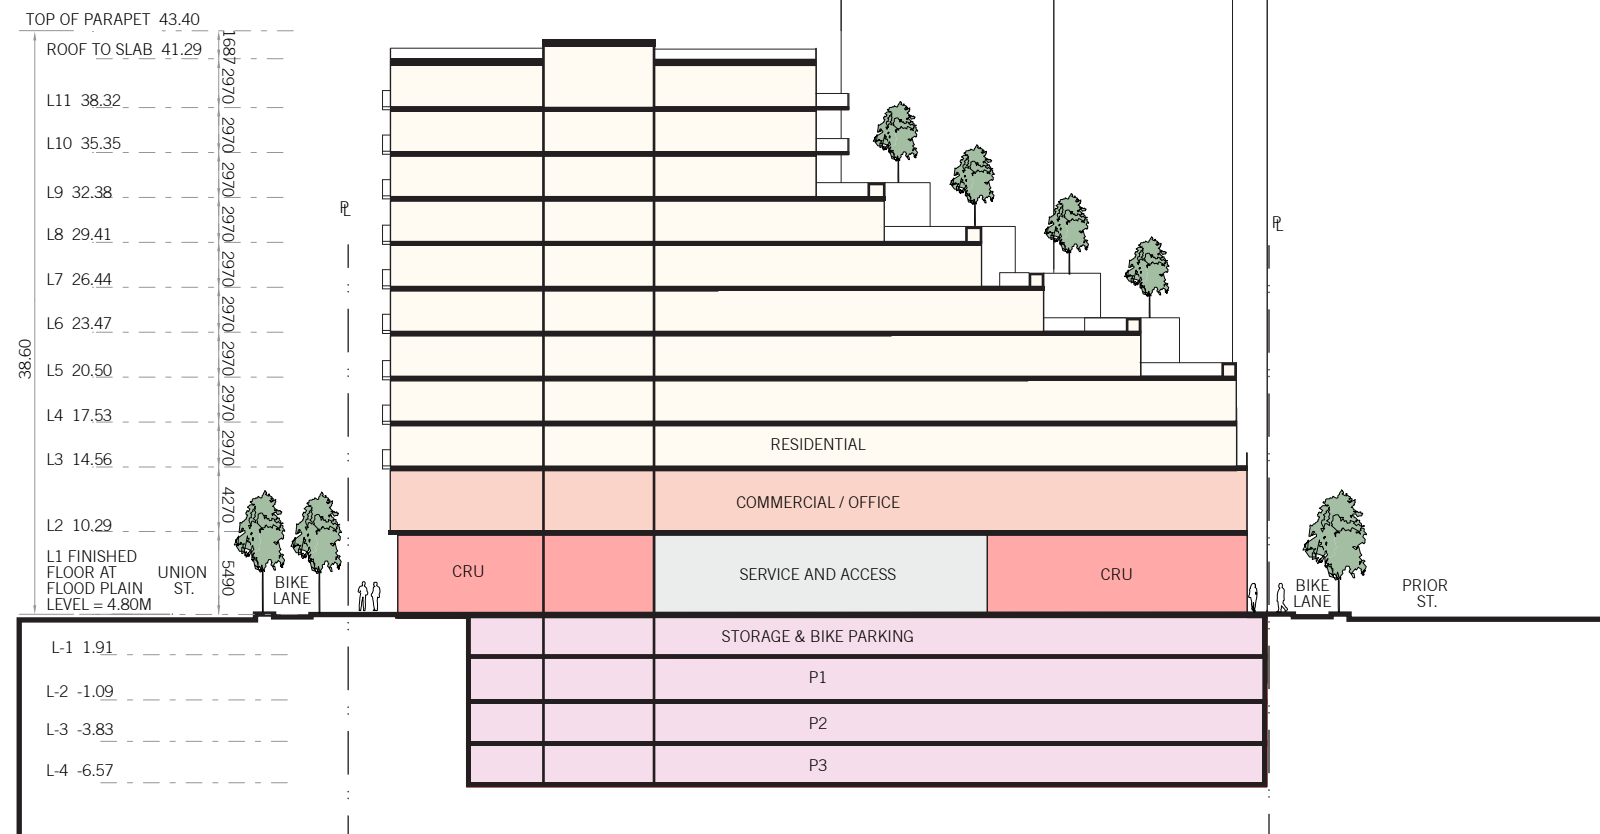 TOP OF PARAPET 43.40
ROOF TO SLAB 41.29
L11 38.32
L10 35.35
L9 32.38
L8 29.41
L7 26.44
L6 23.47
L5 20.50
L4 17.53
L3 14.56
L2 10.29
L1 FINISHED
FLOOR AT
FLOOD PLAIN
LEVEL = 4.80M
L-1 1.91
L-2 -1.09
L-3 -3.83
L-4 -6.57
38.60
1687
2970
2970
2970
2970
2970
2970
2970
2970
2970
4270
5490
UNION
ST.
BIKE
LANE
PL
RESIDENTIAL
COMMERCIAL / OFFICE
CRU
SERVICE AND ACCESS
CRU
STORAGE & BIKE PARKING
P1
P2
P3
PL
BIKE
LANE
PRIOR
ST.